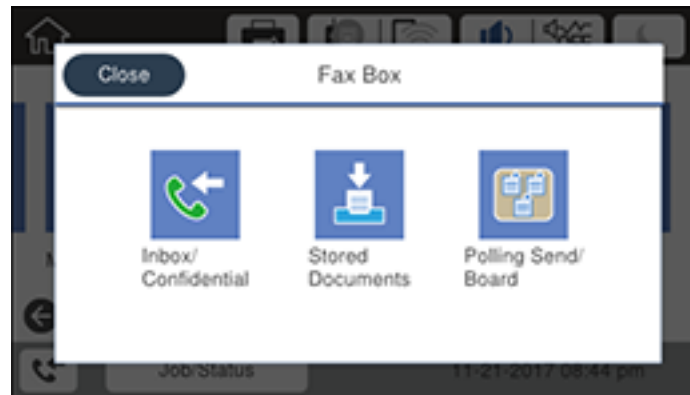 Close
Fax Box
Inbox/
Confidential
Stored
Documents
Polling Send/
Board
Job/Status
11-21-2017 08:44 pm